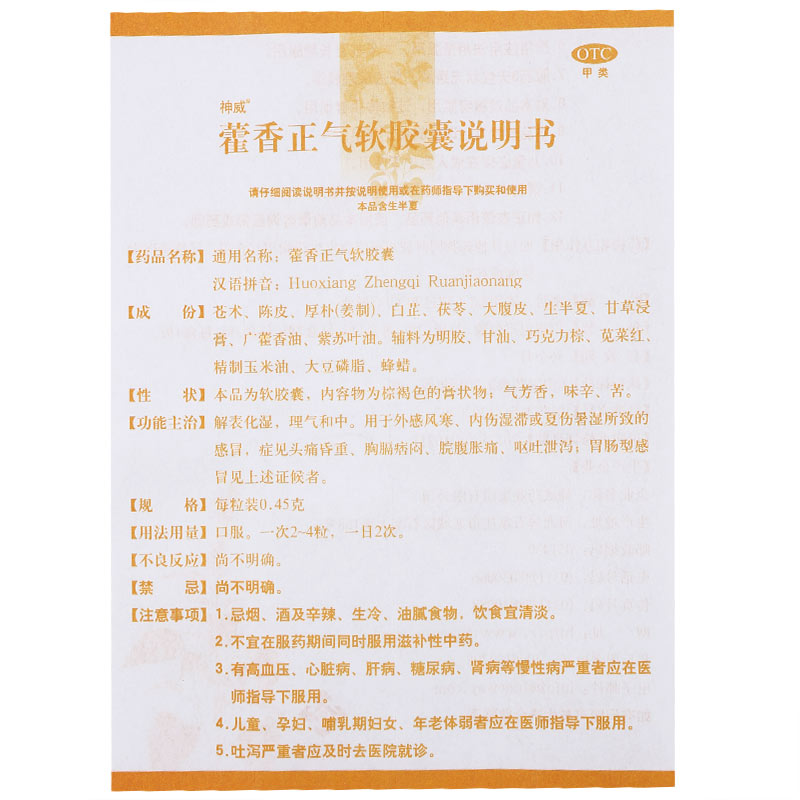 OTC
甲类
神威®
藿香正气软胶囊说明书
请仔细阅读说明书并按说明使用或在药师指导下购买和使用
本品含生半夏
【药品名称】通用名称：藿香正气软胶囊
汉语拼音：Huoxiang Zhengqi Ruanjiaonang
【成　　份】苍术、陈皮、厚朴(姜制)、白芷、茯苓、大腹皮、生半夏、甘草浸
膏、广藿香油、紫苏叶油。辅料为明胶、甘油、巧克力棕、苋菜红、
精制玉米油、大豆磷脂、蜂蜡。
【性　　状】本品为软胶囊，内容物为棕褐色的膏状物；气芳香，味辛、苦。
【功能主治】解表化湿，理气和中。用于外感风寒、内伤湿滞或夏伤暑湿所致的
感冒，症见头痛昏重、胸膈痞闷、脘腹胀痛、呕吐泄泻；胃肠型感
冒见上述证候者。
【规　　格】每粒装0.45克
【用法用量】口服。一次2~4粒，一日2次。
【不良反应】尚不明确。
【禁　　忌】尚不明确。
【注意事项】1.忌烟、酒及辛辣、生冷、油腻食物，饮食宜清淡。
2.不宜在服药期间同时服用滋补性中药。
3.有高血压、心脏病、肝病、糖尿病、肾病等慢性病严重者应在医
师指导下服用。
4.儿童、孕妇、哺乳期妇女、年老体弱者应在医师指导下服用。
5.吐泻严重者应及时去医院就诊。